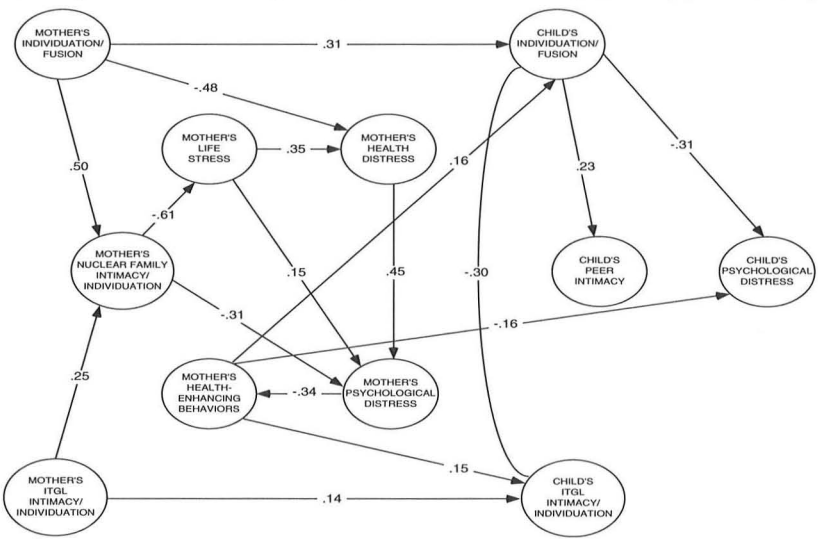 MOTHER'S
INDIVIDUATION/
FUSION
.31
CHILD'S
INDIVIDUATION/
FUSION
-.48
MOTHER'S
LIFE
STRESS
.35
MOTHER'S
HEALTH
DISTRESS
.16
-.31
.50
.23
-.61
MOTHER'S
NUCLEAR FAMILY
INTIMACY/
INDIVIDUATION
.15
.45
-.30
CHILD'S
PEER
INTIMACY
CHILD'S
PSYCHOLOGICAL
DISTRESS
-.31
-.16
.25
MOTHER'S
HEALTH-
ENHANCING
BEHAVIORS
-.34
MOTHER'S
PSYCHOLOGICAL
DISTRESS
.15
MOTHER'S
ITGL
INTIMACY/
INDIVIDUATION
.14
CHILD'S
ITGL
INTIMACY/
INDIVIDUATION